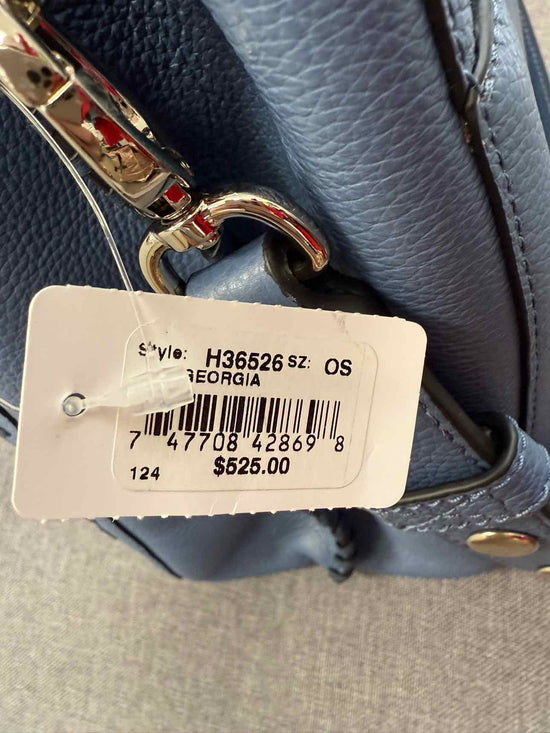 Style: H36526 SZ: OS
GEORGIA
7 47708 42869 8
124 $525.00